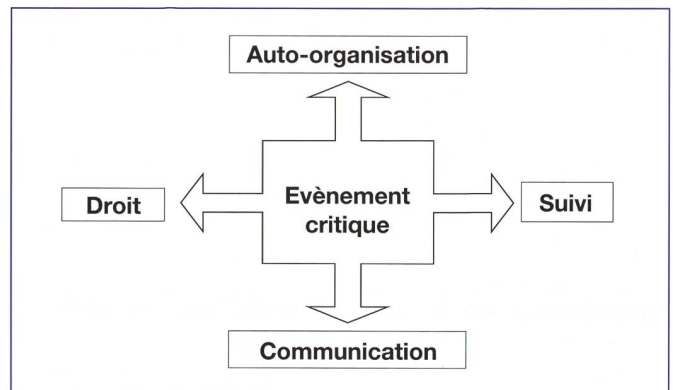 Auto-organisation
Droit
Evènement
critique
Suivi
Communication